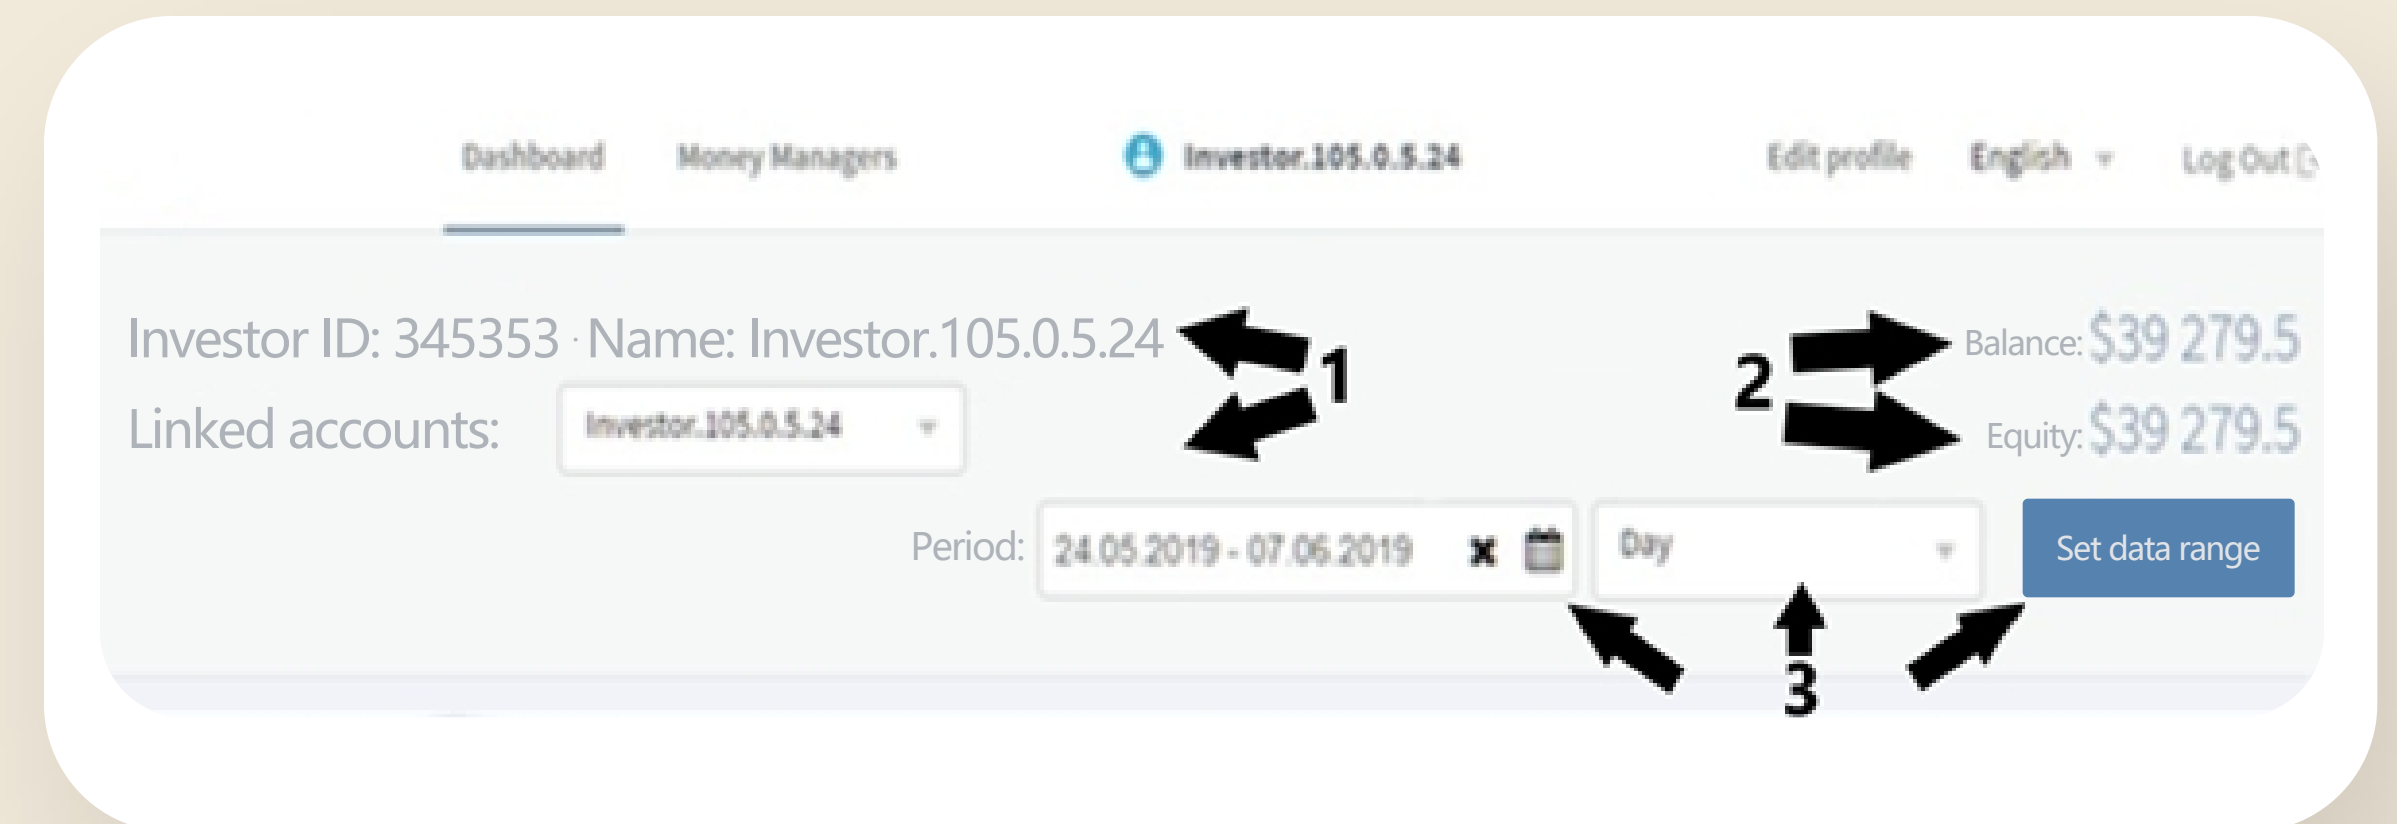 Dashboard Money Managers Investor.105.0.5.24 Edit profile English Log Out
Investor ID: 345353 · Name: Investor.105.0.5.24
1
2
Balance: $39 279.5
Linked accounts: Investor.105.0.5.24
Equity: $39 279.5
Period: 24.05.2019 - 07.06.2019 Day Set data range
3